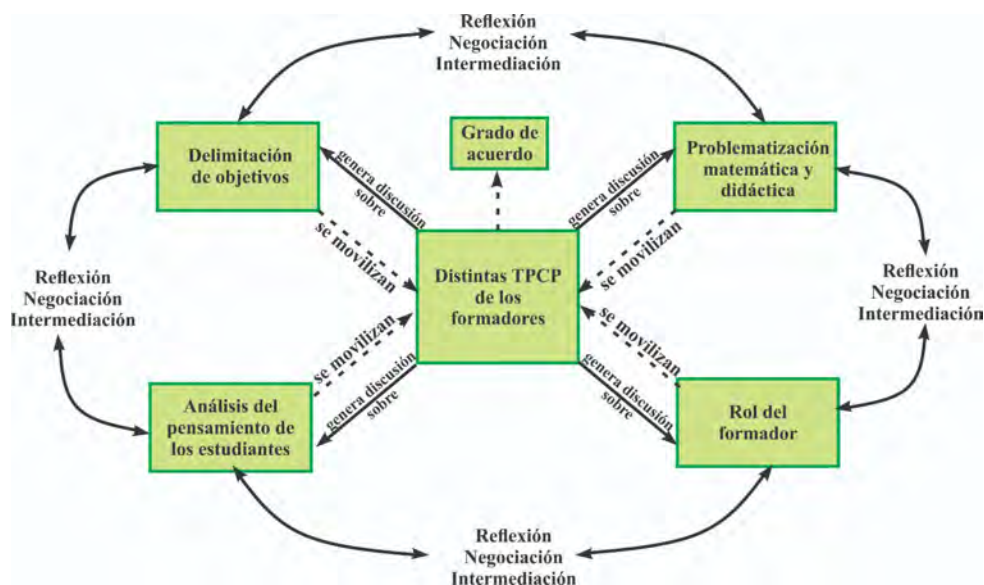 Reflexión
Negociación
Intermediación
Delimitación
de objetivos
Grado de
acuerdo
Problematización
matemática y
didáctica
genera discusión
sobre
se movilizan
genera discusión
sobre
se movilizan
Distintas TPCP
de los
formadores
Reflexión
Negociación
Intermediación
Reflexión
Negociación
Intermediación
se movilizan
genera discusión
sobre
se movilizan
genera discusión
sobre
Análisis del
pensamiento de
los estudiantes
Rol del
formador
Reflexión
Negociación
Intermediación